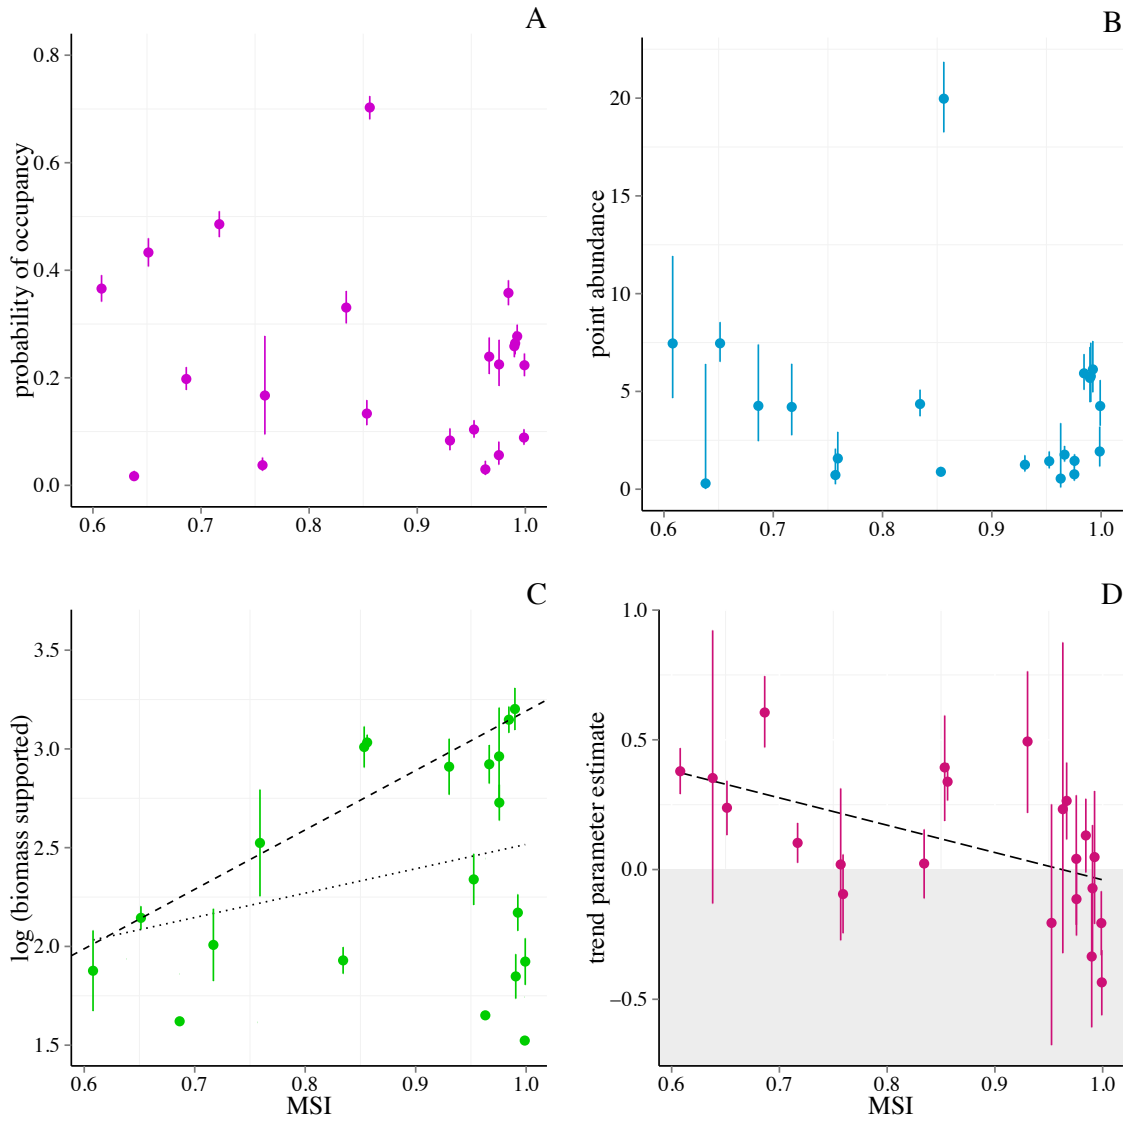 A
probability of occupancy
0.8
0.6
0.4
0.2
0.0
0.6 0.7 0.8 0.9 1.0
B
point abundance
20
15
10
5
0
0.6 0.7 0.8 0.9 1.0
C
log (biomass supported)
3.5
3.0
2.5
2.0
1.5
0.6 0.7 0.8 0.9 1.0
MSI
D
trend parameter estimate
1.0
0.5
0.0
–0.5
0.6 0.7 0.8 0.9 1.0
MSI